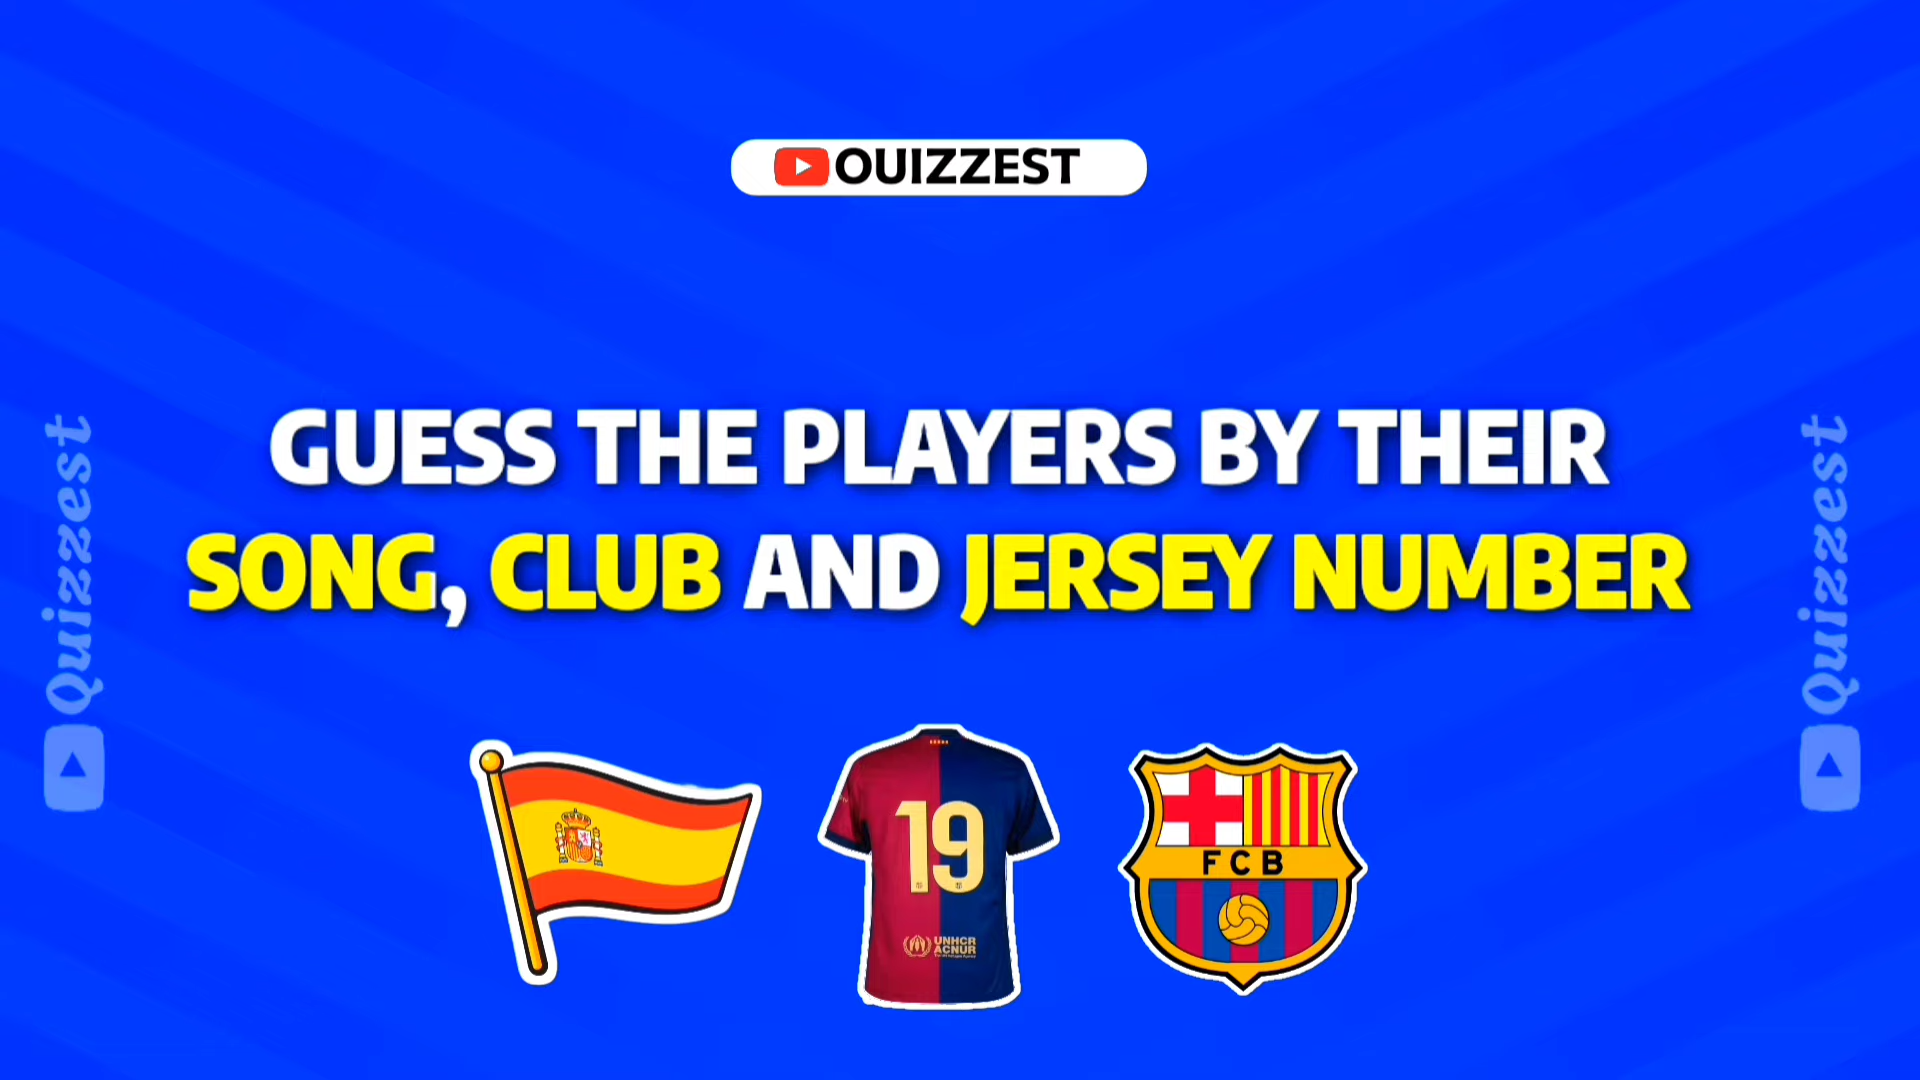 OUIZZEST
GUESS THE PLAYERS BY THEIR
SONG, CLUB AND JERSEY NUMBER
Quizzest
Quizzest
19
UNHCR
ACNUR
FCB